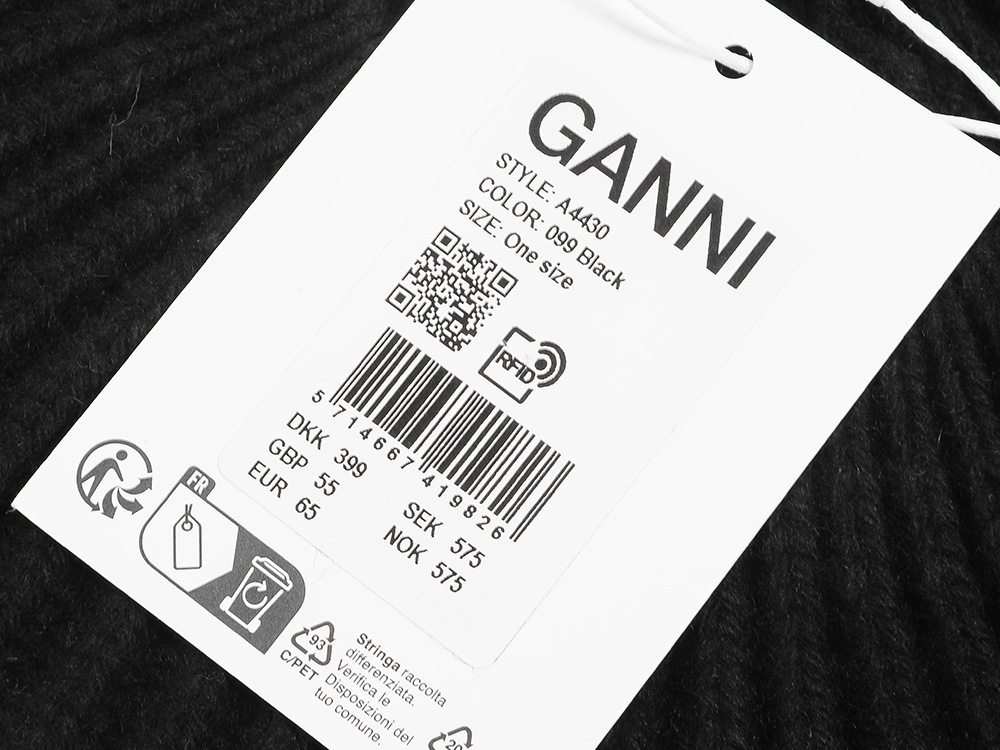 GANNI
STYLE: A4430
COLOR: 099 Black
SIZE: One size
RFID
5 714667 419826
DKK 399
GBP 55
EUR 65
SEK 575
NOK 575
FR
93
C/PET
Stringa raccolta
differenziata.
Verifica le
Disposizioni del
tuo comune.
20